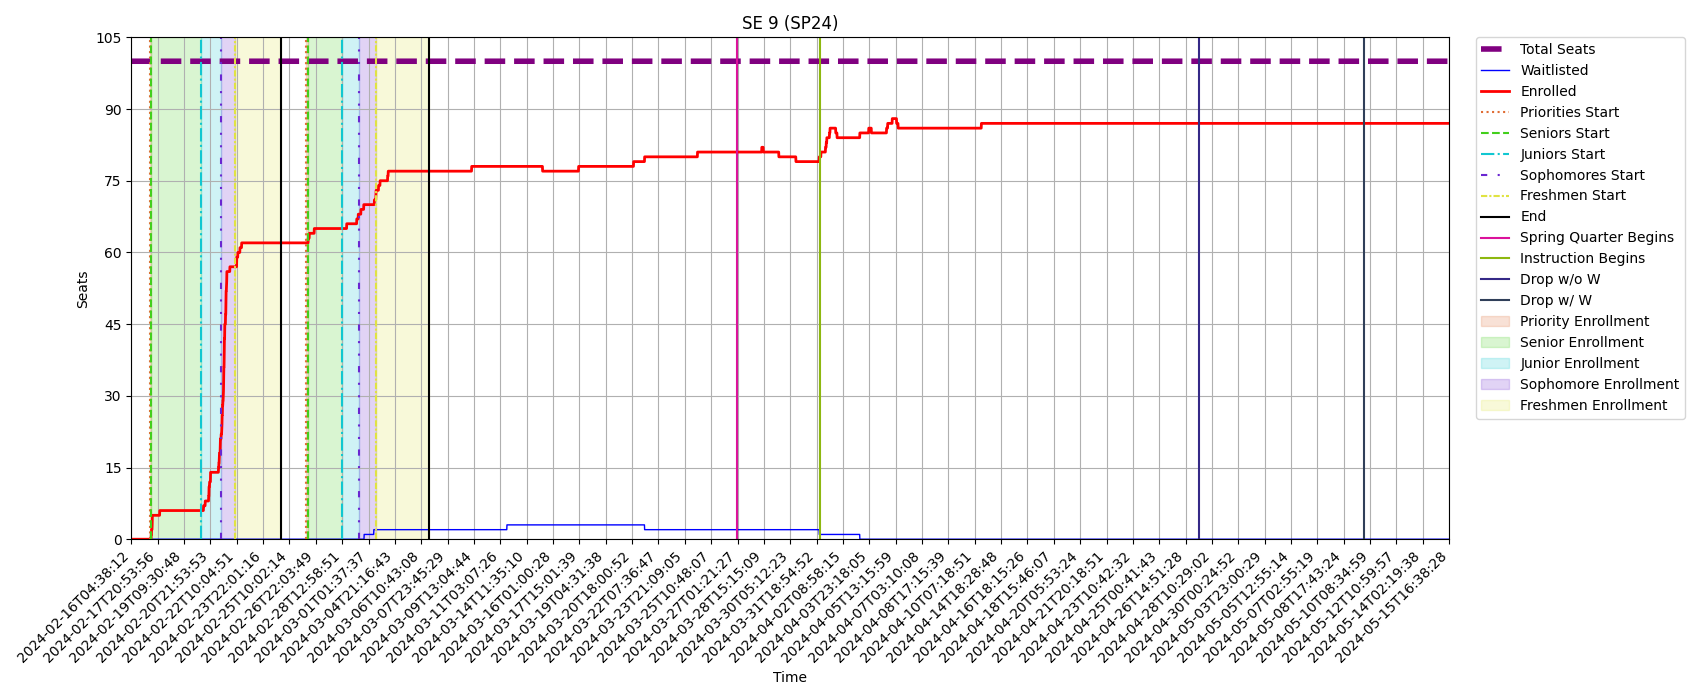 SE 9 (SP24)
105
90
75
60
45
30
15
0
Seats
2024-02-16T04:38:12
2024-02-17T20:53:56
2024-02-19T09:30:48
2024-02-20T21:53:53
2024-02-22T10:04:51
2024-02-23T22:01:16
2024-02-25T10:02:14
2024-02-26T22:03:49
2024-02-28T12:58:51
2024-03-01T01:37:37
2024-03-04T21:16:43
2024-03-06T10:43:08
2024-03-07T23:45:29
2024-03-09T13:04:44
2024-03-11T03:07:26
2024-03-14T11:35:10
2024-03-16T01:00:28
2024-03-17T15:01:39
2024-03-19T04:31:38
2024-03-20T18:00:52
2024-03-22T07:36:47
2024-03-23T21:09:05
2024-03-25T10:48:07
2024-03-27T01:21:27
2024-03-28T15:15:09
2024-03-30T05:12:23
2024-03-31T18:54:52
2024-04-02T08:58:15
2024-04-03T23:18:05
2024-04-05T13:15:59
2024-04-07T03:10:08
2024-04-08T17:15:39
2024-04-10T07:18:51
2024-04-14T18:28:48
2024-04-16T18:15:26
2024-04-18T15:46:07
2024-04-20T05:53:24
2024-04-21T20:18:51
2024-04-23T10:42:32
2024-04-25T00:41:43
2024-04-26T14:51:28
2024-04-28T10:29:02
2024-04-30T00:24:52
2024-05-03T23:00:29
2024-05-05T12:55:14
2024-05-07T02:55:19
2024-05-08T17:43:24
2024-05-10T08:34:59
2024-05-12T10:59:57
2024-05-14T02:19:38
2024-05-15T16:38:28
Time
Total Seats
Waitlisted
Enrolled
Priorities Start
Seniors Start
Juniors Start
Sophomores Start
Freshmen Start
End
Spring Quarter Begins
Instruction Begins
Drop w/o W
Drop w/ W
Priority Enrollment
Senior Enrollment
Junior Enrollment
Sophomore Enrollment
Freshmen Enrollment